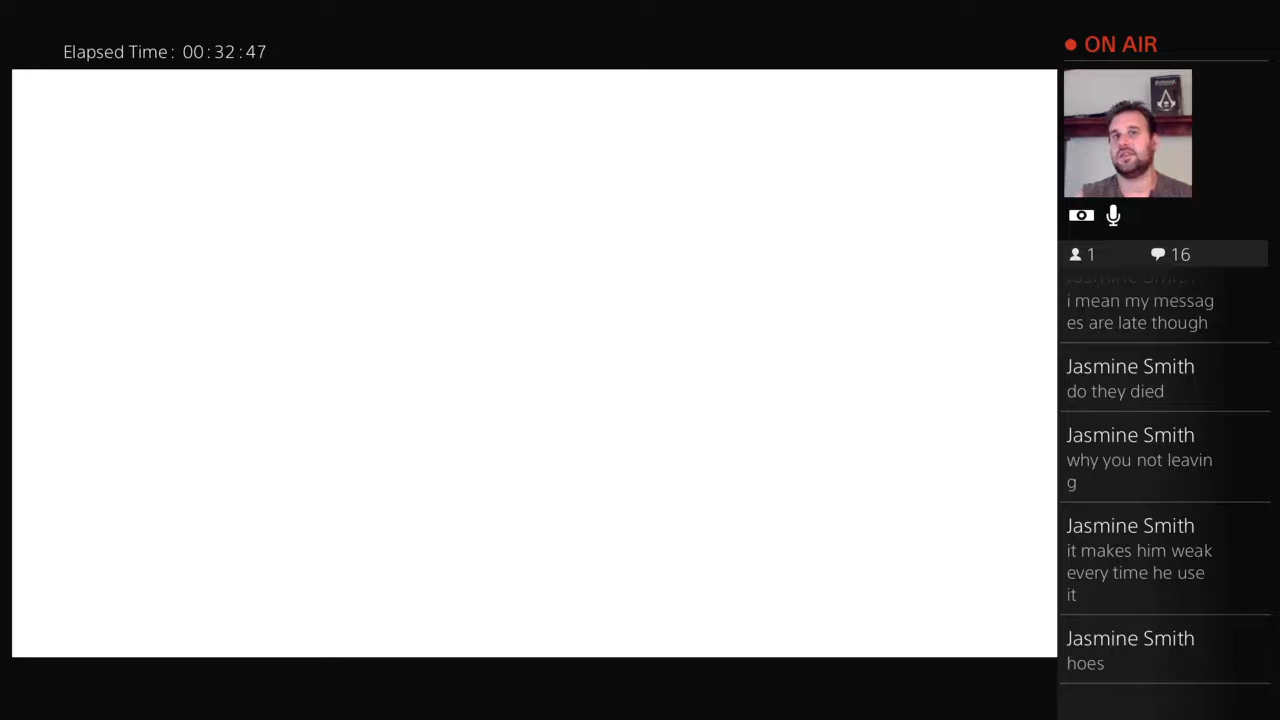 Elapsed Time: 00:32:47
ON AIR
1 16
Jasmine Smith
i mean my messag
es are late though
Jasmine Smith
do they died
Jasmine Smith
why you not leavin
g
Jasmine Smith
it makes him weak
every time he use
it
Jasmine Smith
hoes